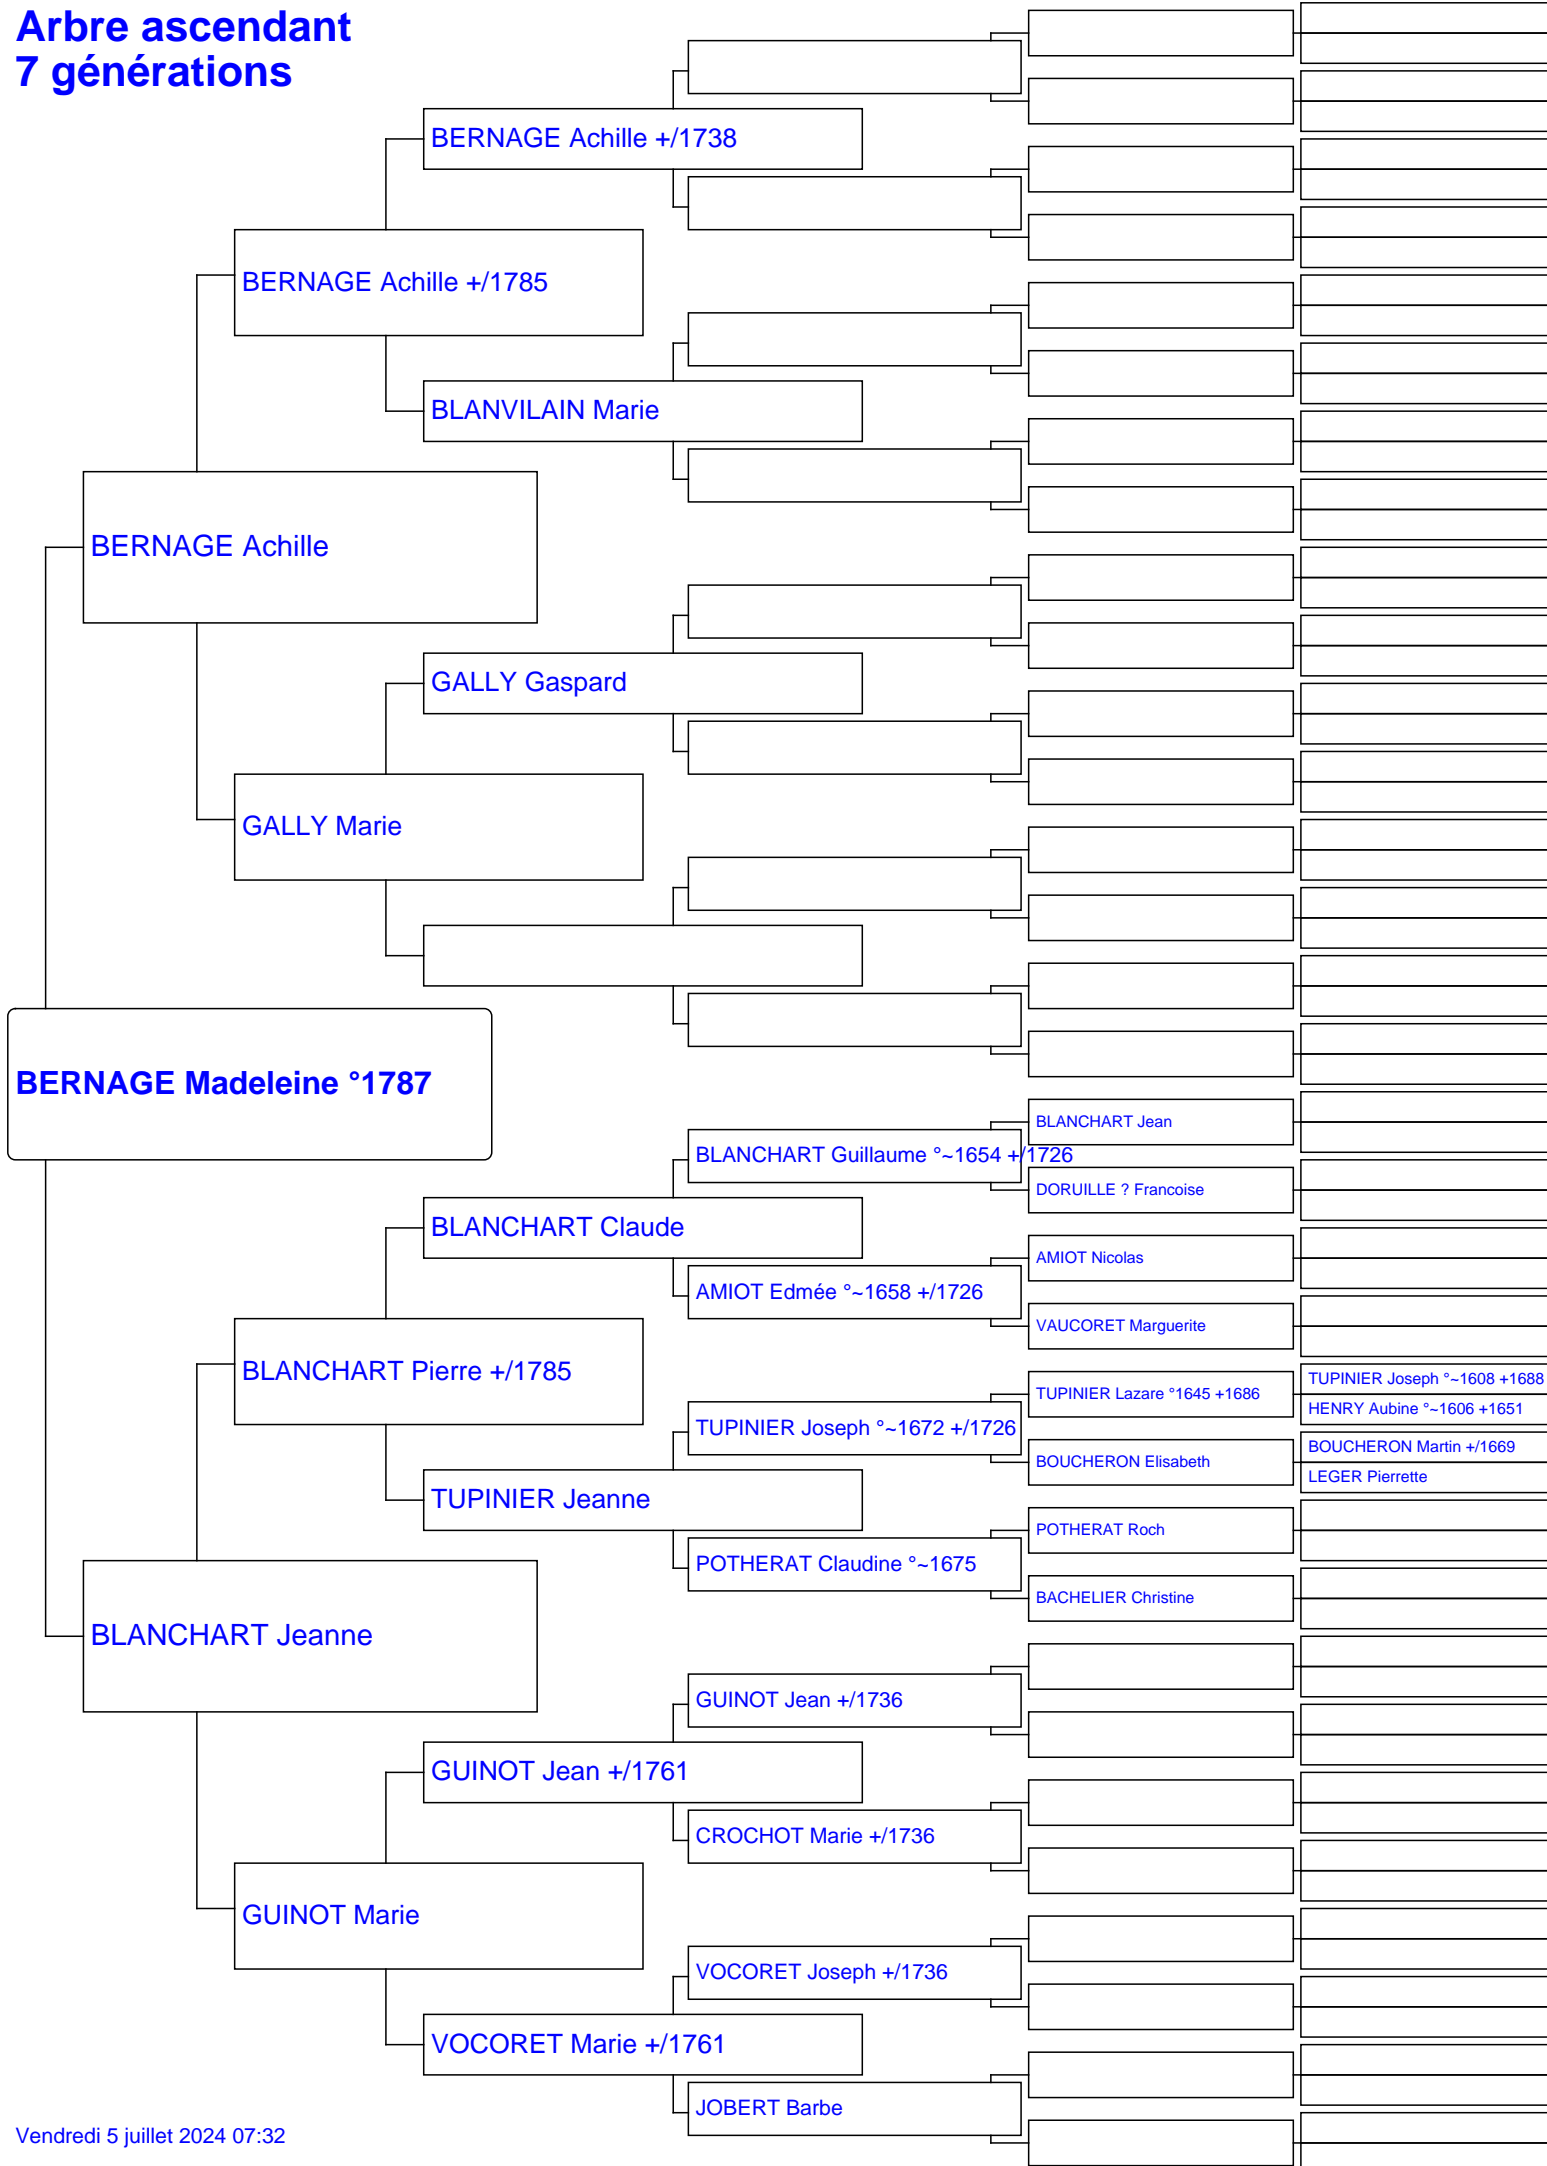 Arbre ascendant
7 générations
BERNAGE Achille +/1738
BERNAGE Achille +/1785
BLANVILAIN Marie
BERNAGE Achille
GALLY Gaspard
GALLY Marie
BERNAGE Madeleine °1787
BLANCHART Jean
BLANCHART Guillaume °~1654 +/1726
DORUILLE ? Francoise
BLANCHART Claude
AMIOT Nicolas
AMIOT Edmée °~1658 +/1726
VAUCORET Marguerite
BLANCHART Pierre +/1785
TUPINIER Joseph °~1608 +1688
TUPINIER Lazare °1645 +1686
HENRY Aubine °~1606 +1651
TUPINIER Joseph °~1672 +/1726
BOUCHERON Martin +/1669
BOUCHERON Elisabeth
LEGER Pierrette
TUPINIER Jeanne
POTHERAT Roch
POTHERAT Claudine °~1675
BACHELIER Christine
BLANCHART Jeanne
GUINOT Jean +/1736
GUINOT Jean +/1761
CROCHOT Marie +/1736
GUINOT Marie
VOCORET Joseph +/1736
VOCORET Marie +/1761
JOBERT Barbe
Vendredi 5 juillet 2024 07:32